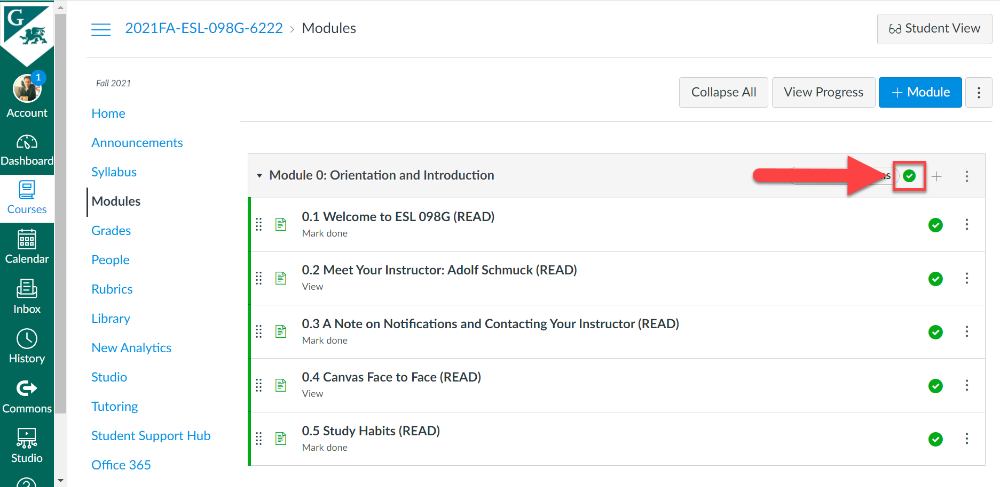 G
2021FA-ESL-098G-6222 › Modules
Student View
1
Account
Dashboard
Courses
Calendar
Inbox
History
Commons
Studio
Fall 2021
Home
Announcements
Syllabus
Modules
Grades
People
Rubrics
Library
New Analytics
Studio
Tutoring
Student Support Hub
Office 365
Collapse All
View Progress
+ Module
Module 0: Orientation and Introduction
0.1 Welcome to ESL 098G (READ)
Mark done
0.2 Meet Your Instructor: Adolf Schmuck (READ)
View
0.3 A Note on Notifications and Contacting Your Instructor (READ)
Mark done
0.4 Canvas Face to Face (READ)
View
0.5 Study Habits (READ)
Mark done